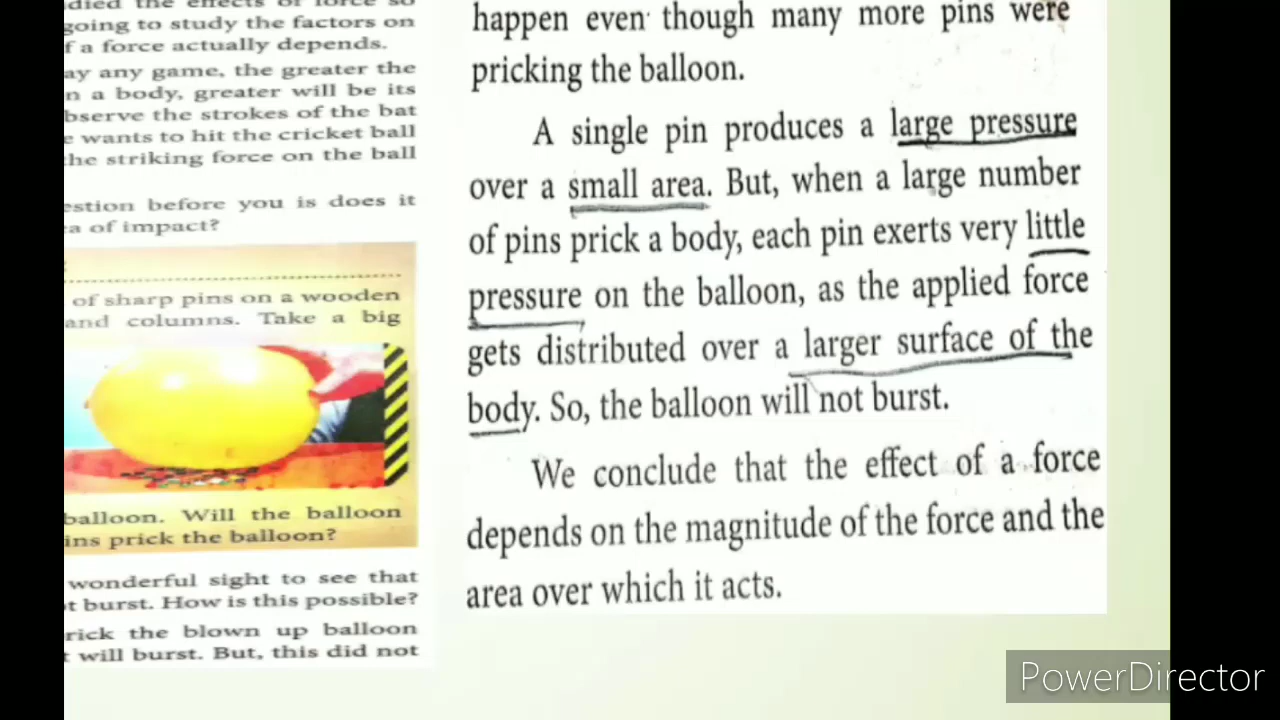 died the effects of force so
going to study the factors on
f a force actually depends.
ay any game, the greater the
n a body, greater will be its
bserve the strokes of the bat
e wants to hit the cricket ball
the striking force on the ball
estion before you is does it
a of impact?
of sharp pins on a wooden
and columns. Take a big
balloon. Will the balloon
ins prick the balloon?
wonderful sight to see that
t burst. How is this possible?
rick the blown up balloon
t will burst. But, this did not
happen even though many more pins were
pricking the balloon.
A single pin produces a large pressure
over a small area. But, when a large number
of pins prick a body, each pin exerts very little
pressure on the balloon, as the applied force
gets distributed over a larger surface of the
body. So, the balloon will not burst.
We conclude that the effect of a force
depends on the magnitude of the force and the
area over which it acts.
PowerDirector